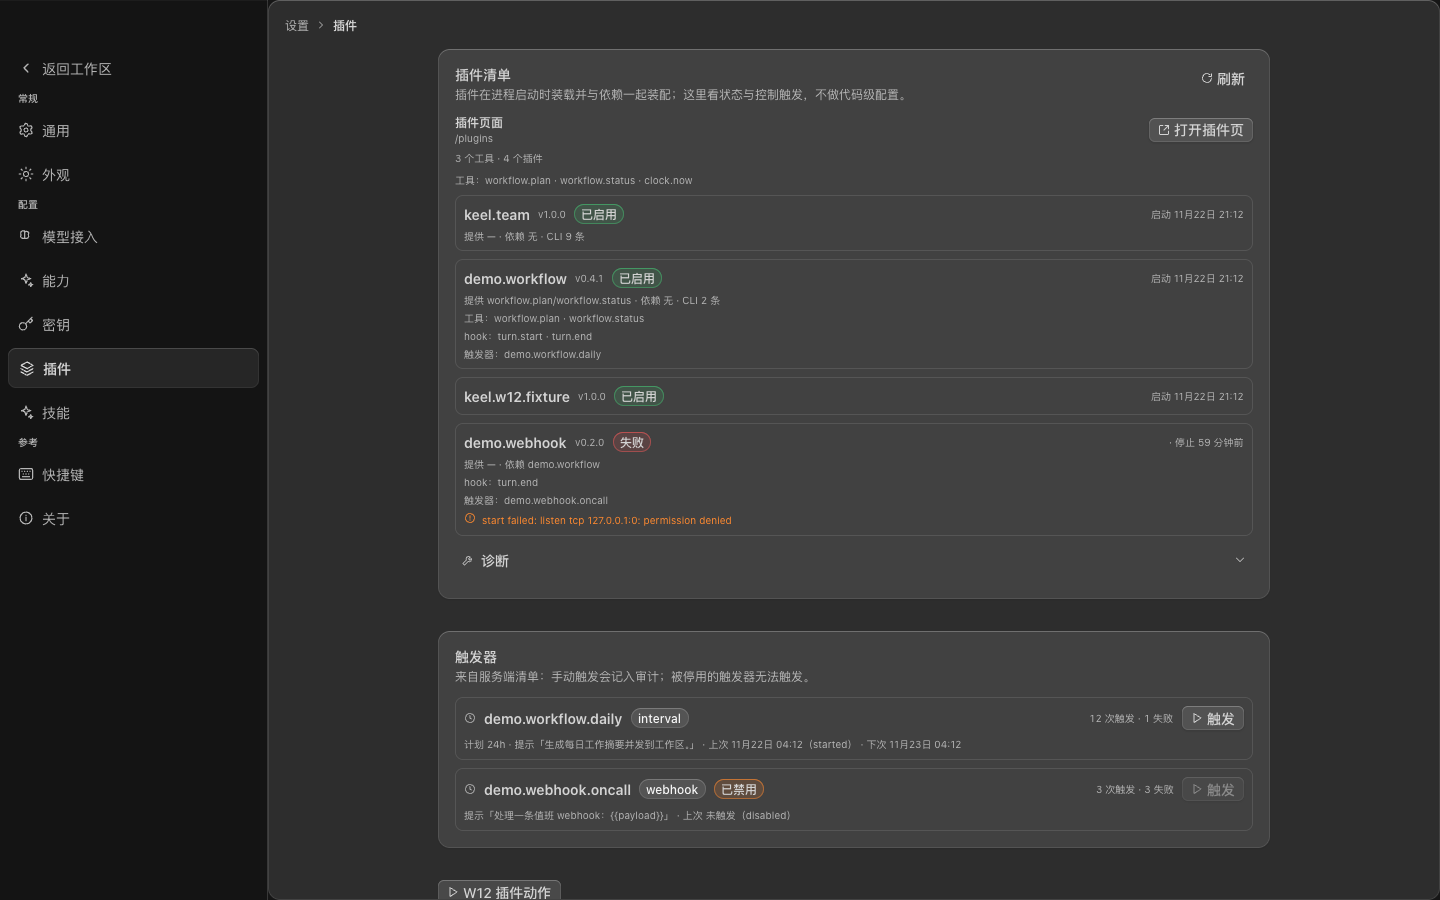 返回工作区
常规
通用
外观
配置
模型接入
能力
密钥
插件
技能
参考
快捷键
关于
设置 > 插件
插件清单
刷新
插件在进程启动时装载并与依赖一起装配；这里看状态与控制触发，不做代码级配置。
插件页面
打开插件页
/plugins
3 个工具 · 4 个插件
工具：workflow.plan · workflow.status · clock.now
keel.team v1.0.0 已启用 启动 11月22日 21:12
提供 — · 依赖 无 · CLI 9 条
demo.workflow v0.4.1 已启用 启动 11月22日 21:12
提供 workflow.plan/workflow.status · 依赖 无 · CLI 2 条
工具：workflow.plan · workflow.status
hook：turn.start · turn.end
触发器：demo.workflow.daily
keel.w12.fixture v1.0.0 已启用 启动 11月22日 21:12
demo.webhook v0.2.0 失败 · 停止 59 分钟前
提供 — · 依赖 demo.workflow
hook：turn.end
触发器：demo.webhook.oncall
start failed: listen tcp 127.0.0.1:0: permission denied
诊断
触发器
来自服务端清单：手动触发会记入审计；被停用的触发器无法触发。
demo.workflow.daily interval 12 次触发 · 1 失败 触发
计划 24h · 提示「生成每日工作摘要并发到工作区。」 · 上次 11月22日 04:12（started） · 下次 11月23日 04:12
demo.webhook.oncall webhook 已禁用 3 次触发 · 3 失败 触发
提示「处理一条值班 webhook：{{payload}}」 · 上次 未触发（disabled）
W12 插件动作